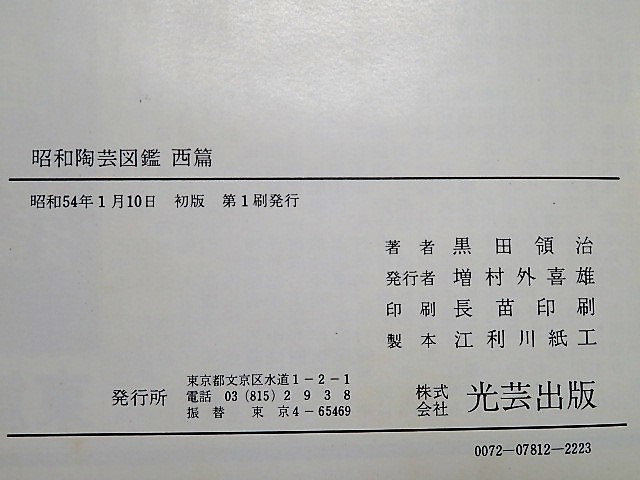 昭和陶芸図鑑 西篇
昭和54年1月10日 初版 第1刷発行
著者 黒田領治
発行者 増村外喜雄
印刷 長苗印刷
製本 江利川紙工
発行所 東京都文京区水道1-2-1 電話 03(815)2938 振替 東京4-65469 株式会社 光芸出版
0072-07812-2223